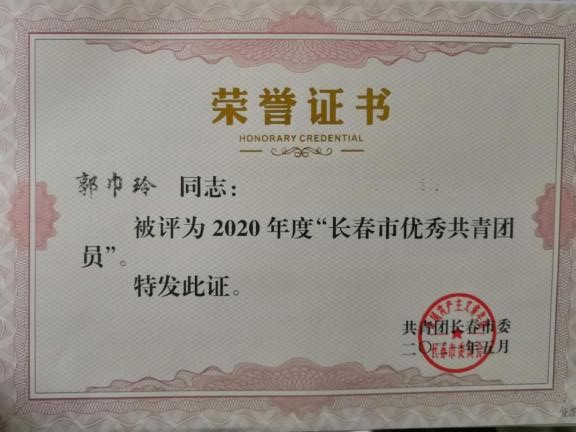 荣誉证书
HONORARY CREDENTIAL
郭巾玲 同志：
被评为2020年度“长春市优秀共青团
员”。
特发此证。
共青团长春市委
年五月